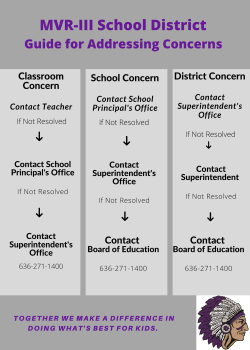 MVR-III School District
Guide for Addressing Concerns
Classroom
Concern
Contact Teacher
If Not Resolved
Contact School
Principal's Office
If Not Resolved
Contact
Superintendent's
Office
636-271-1400
School Concern
Contact School
Principal's Office
If Not Resolved
Contact
Superintendent's
Office
If Not Resolved
Contact
Board of Education
636-271-1400
District Concern
Contact
Superintendent's
Office
If Not Resolved
Contact
Superintendent
If Not Resolved
Contact
Board of Education
636-271-1400
TOGETHER WE MAKE A DIFFERENCE IN
DOING WHAT'S BEST FOR KIDS.